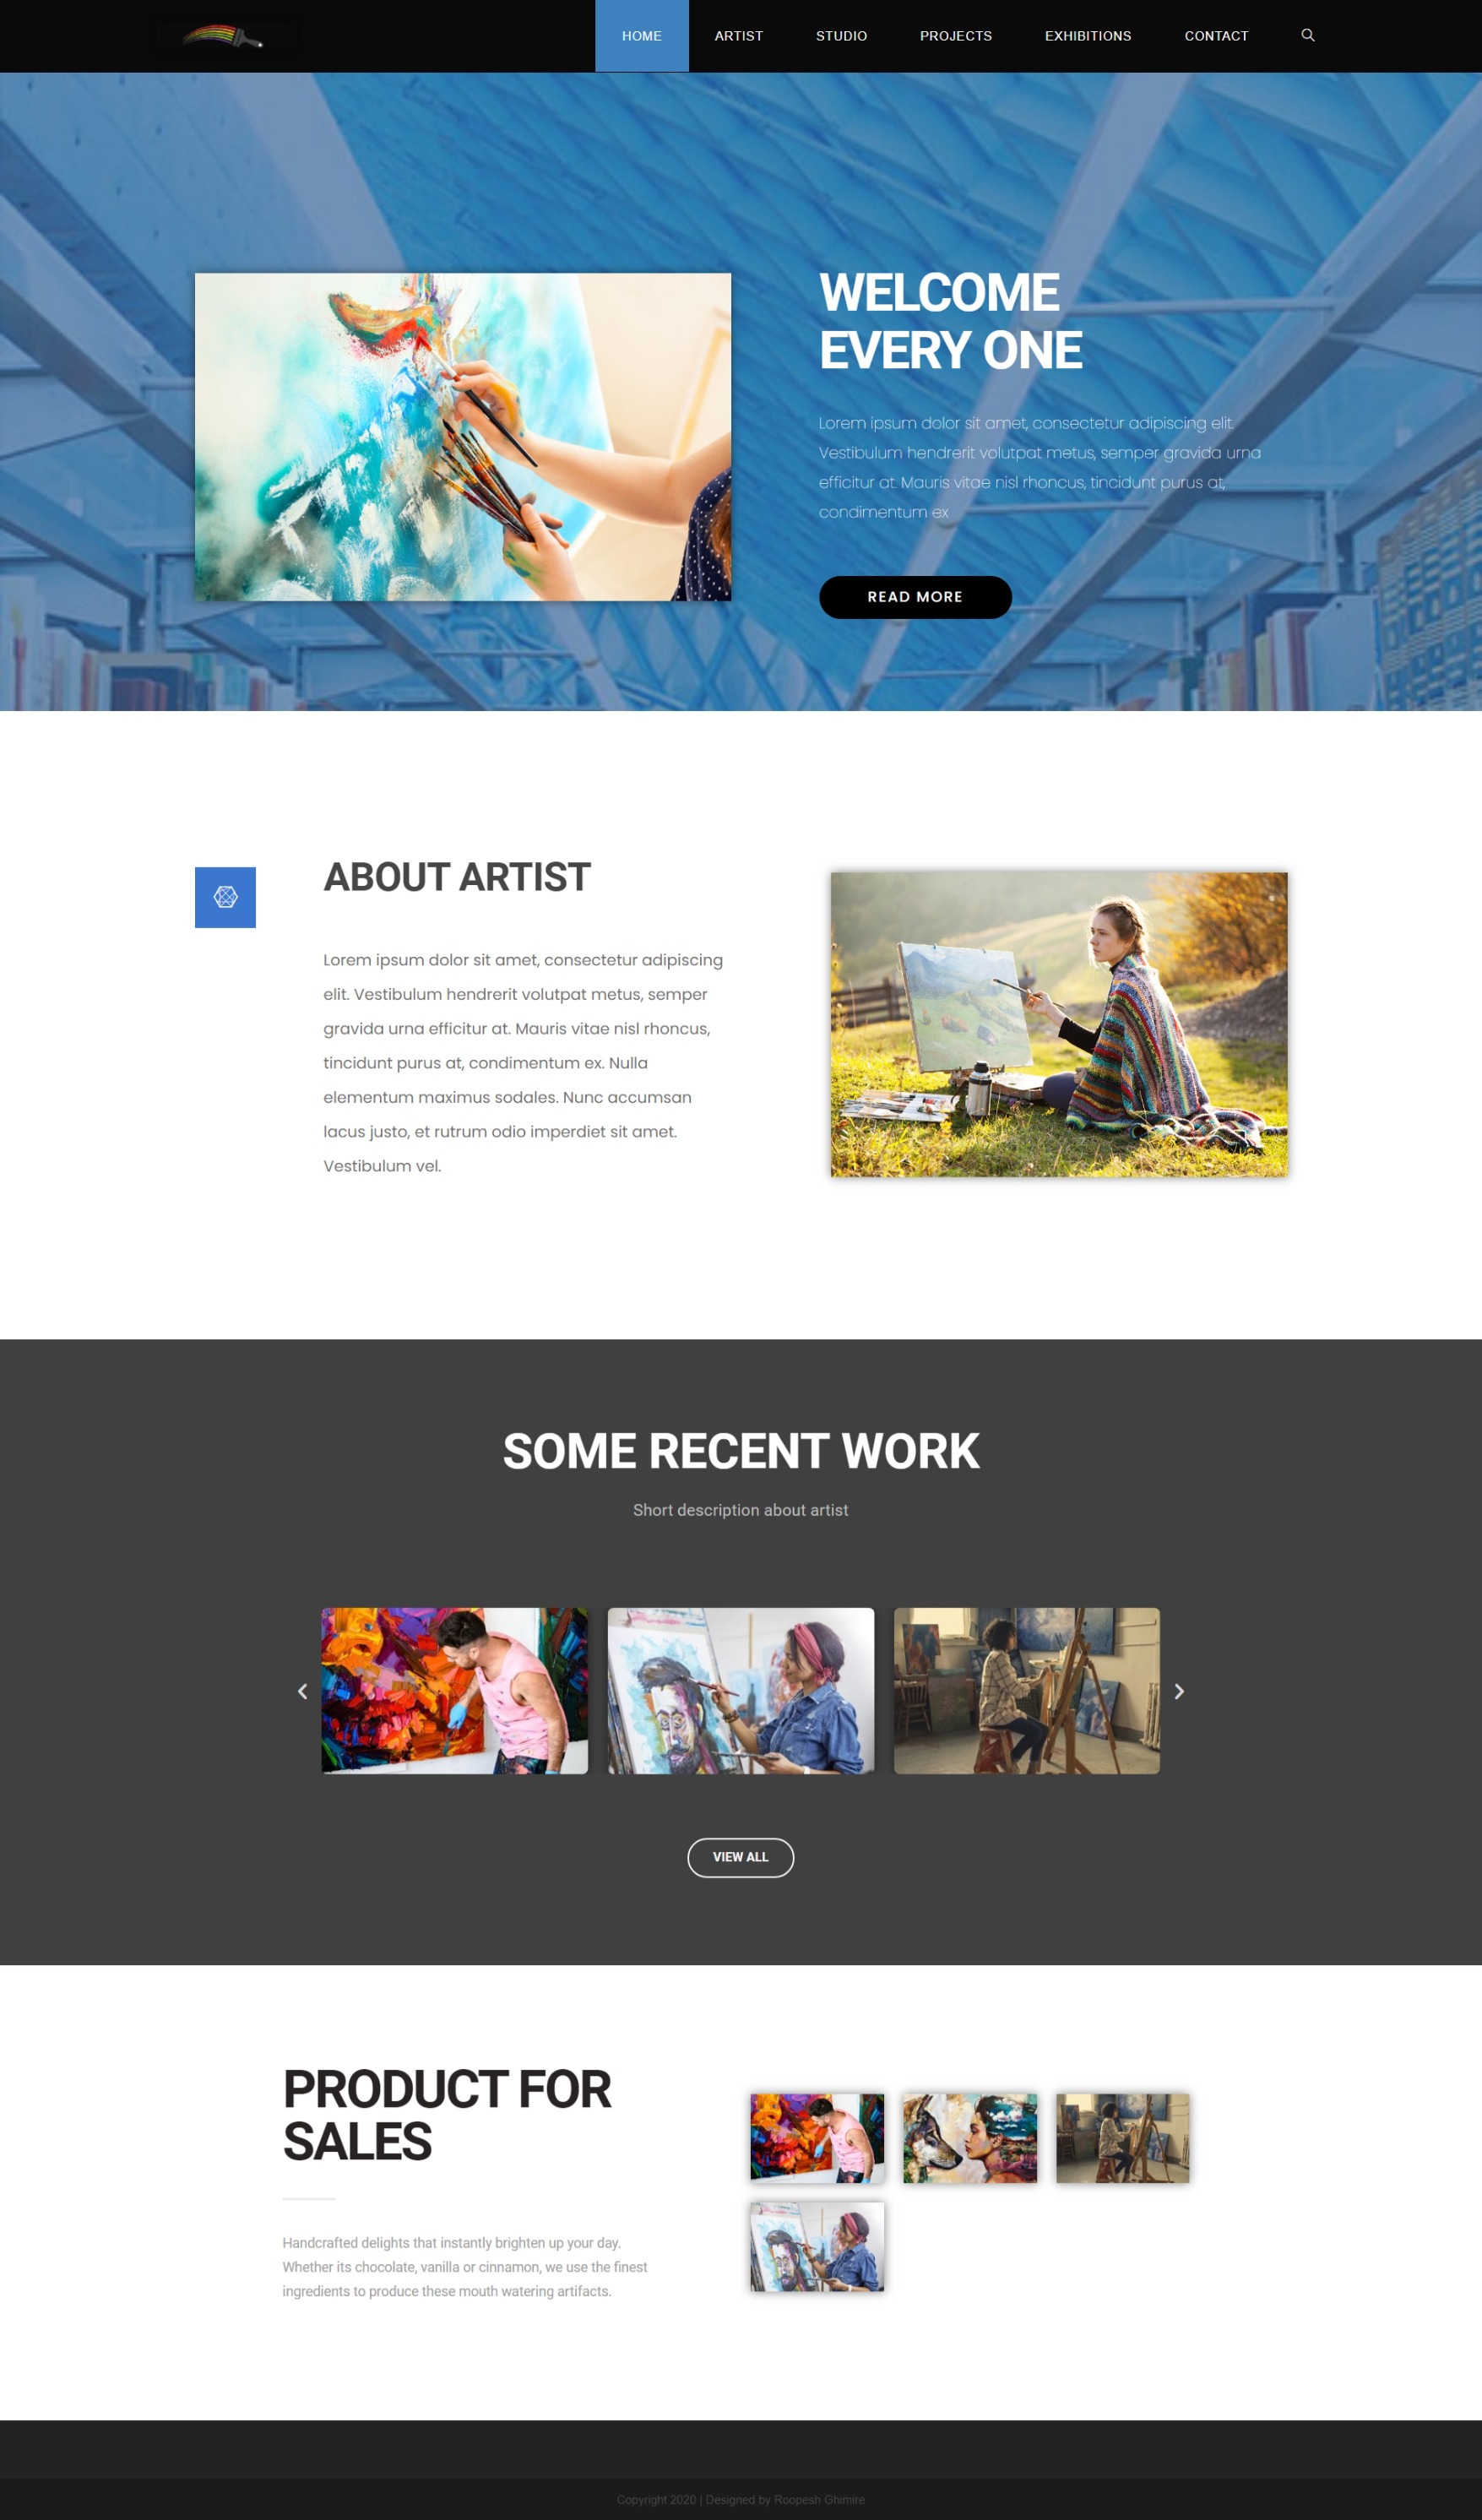 HOME ARTIST STUDIO PROJECTS EXHIBITIONS CONTACT
WELCOME
EVERY ONE
Lorem ipsum dolor sit amet, consectetur adipiscing elit.
Vestibulum hendrerit volutpat metus, semper gravida urna
efficitur at. Mauris vitae nisl rhoncus, tincidunt purus at,
condimentum ex
READ MORE
ABOUT ARTIST
Lorem ipsum dolor sit amet, consectetur adipiscing
elit. Vestibulum hendrerit volutpat metus, semper
gravida urna efficitur at. Mauris vitae nisl rhoncus,
tincidunt purus at, condimentum ex. Nulla
elementum maximus sodales. Nunc accumsan
lacus justo, et rutrum odio imperdiet sit amet.
Vestibulum vel.
SOME RECENT WORK
Short description about artist
VIEW ALL
PRODUCT FOR
SALES
Handcrafted delights that instantly brighten up your day.
Whether its chocolate, vanilla or cinnamon, we use the finest
ingredients to produce these mouth watering artifacts.
Copyright 2020 | Designed by Roopesh Ghimire